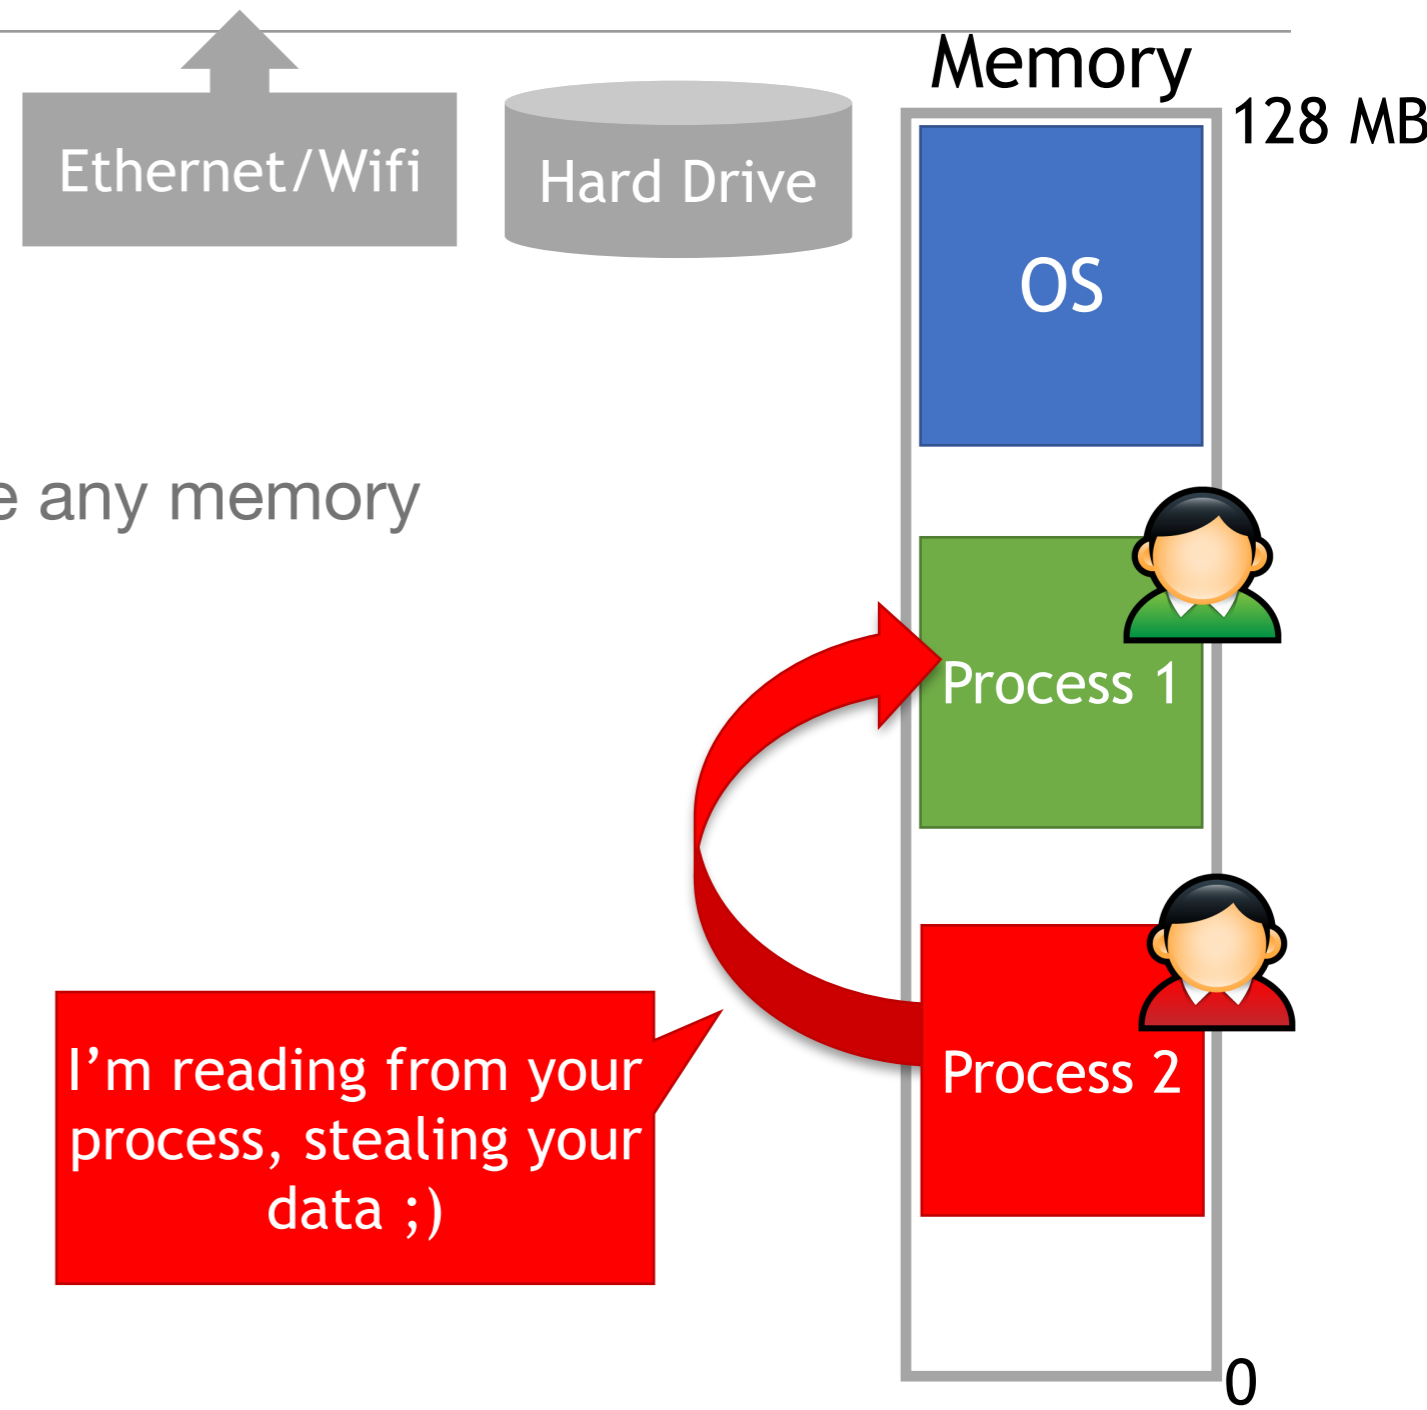 Memory
128 MB
Ethernet/Wifi
Hard Drive
OS
any memory
Process 1
I’m reading from your
process, stealing your
data ;)
Process 2
0